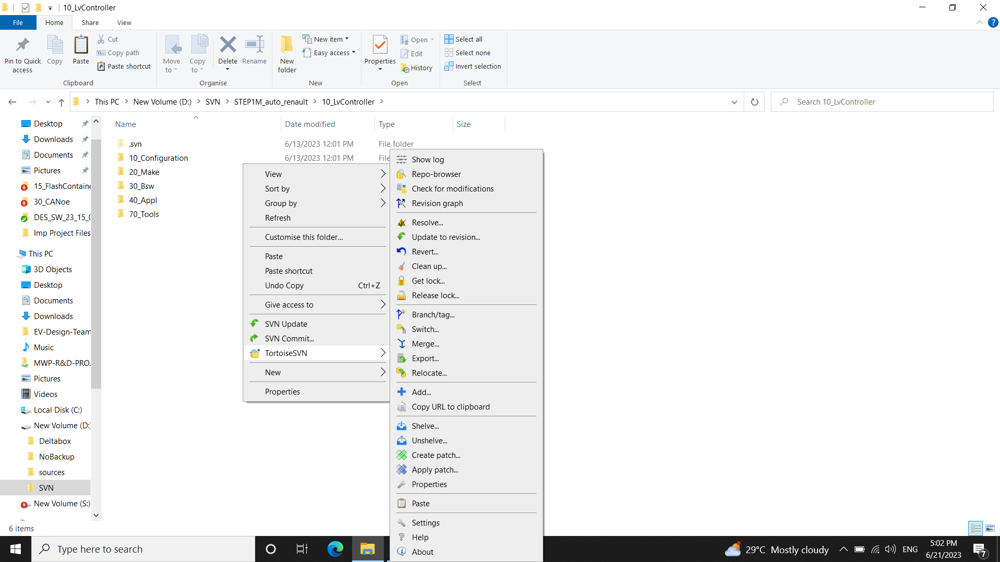 10_LvController
File
Home
Share
View
Pin to Quick access
Copy
Paste
Cut
Copy path
Paste shortcut
Clipboard
Move to
Copy to
Delete
Rename
Organise
New folder
New item
Easy access
New
Properties
Open
Edit
History
Open
Select all
Select none
Invert selection
Select
This PC
New Volume (D:)
SVN
STEP1M_auto_renault
10_LvController
Search 10_LvController
Desktop
Downloads
Documents
Pictures
15_FlashContaine
30_CANoe
DES_SW_23_15_0
Imp Project Files
This PC
3D Objects
Desktop
Documents
Downloads
EV-Design-Team
Music
MWP-R&D-PRO.
Pictures
Videos
Local Disk (C:)
New Volume (D:)
Deltabox
NoBackup
sources
SVN
New Volume (S:)
Name
Date modified
Type
Size
.svn
6/13/2023 12:01 PM
File folder
10_Configuration
6/13/2023 12:01 PM
File
20_Make
30_Bsw
40_Appl
70_Tools
View
Sort by
Group by
Refresh
Customise this folder...
Paste
Paste shortcut
Undo Copy
Ctrl+Z
Give access to
SVN Update
SVN Commit...
TortoiseSVN
New
Properties
Show log
Repo-browser
Check for modifications
Revision graph
Resolve...
Update to revision...
Revert...
Clean up...
Get lock...
Release lock...
Branch/tag...
Switch...
Merge...
Export...
Relocate...
Add...
Copy URL to clipboard
Shelve...
Unshelve...
Create patch...
Apply patch...
Properties
Paste
Settings
Help
About
6 items
Type here to search
29°C Mostly cloudy
ENG
5:02 PM
6/21/2023
7